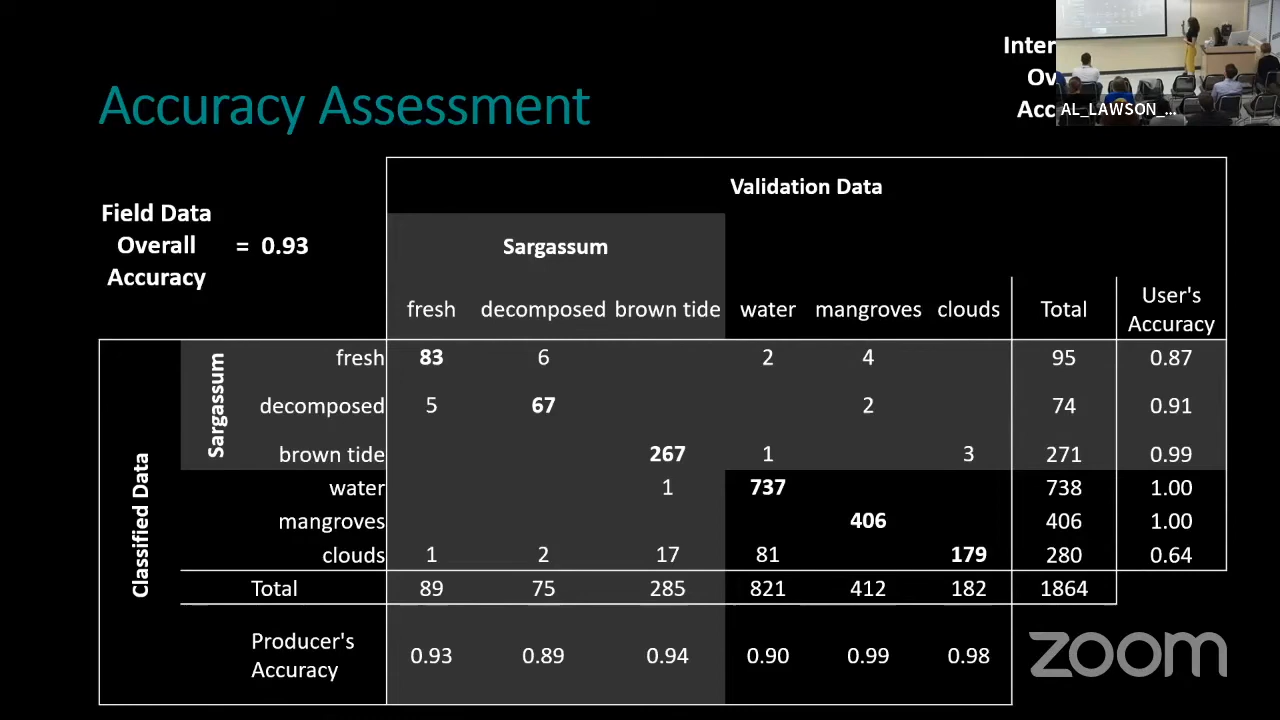 Accuracy Assessment
Inter
Ov
Acc
AL_LAWSON_...
Field Data
Overall = 0.93
Accuracy
Validation Data
Sargassum
fresh decomposed brown tide water mangroves clouds Total User's Accuracy
Classified Data
Sargassum
fresh 83 6 2 4 95 0.87
decomposed 5 67 2 74 0.91
brown tide 267 1 3 271 0.99
water 1 737 738 1.00
mangroves 406 406 1.00
clouds 1 2 17 81 179 280 0.64
Total 89 75 285 821 412 182 1864
Producer's Accuracy 0.93 0.89 0.94 0.90 0.99 0.98
zoom